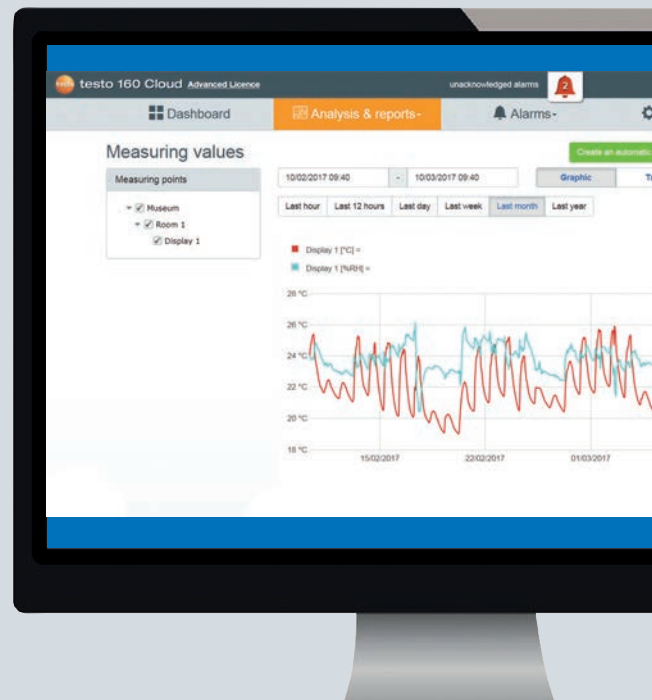 testo
testo 160 Cloud Advanced Licence
unacknowledged alarms
2
Dashboard
Analysis & reports-
Alarms-
Measuring values
Create an automatic
Measuring points
10/02/2017 09:40 - 10/03/2017 09:40
Graphic
Museum
Room 1
Display 1
Last hour Last 12 hours Last day Last week Last month Last year
Display 1 [°C] =
Display 1 [%RH] =
28 °C
26 °C
24 °C
22 °C
20 °C
18 °C
15/02/2017 22/02/2017 01/03/2017